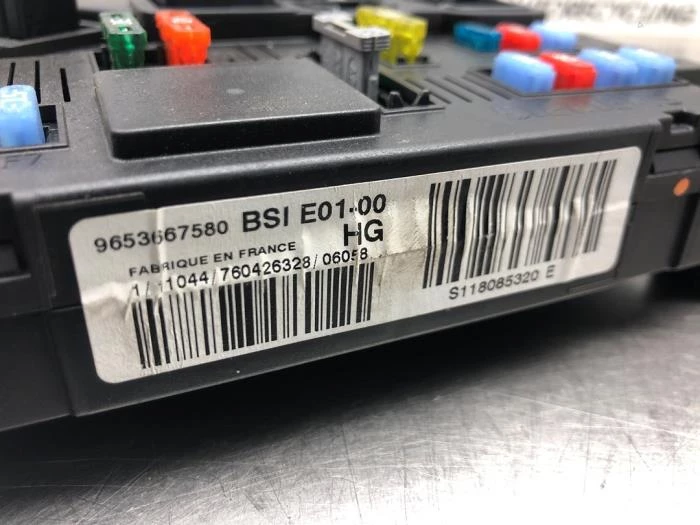 9653667580 BSI E01-00
HG
FABRIQUE EN FRANCE
1/11044/760426328/06058
S118085320 E